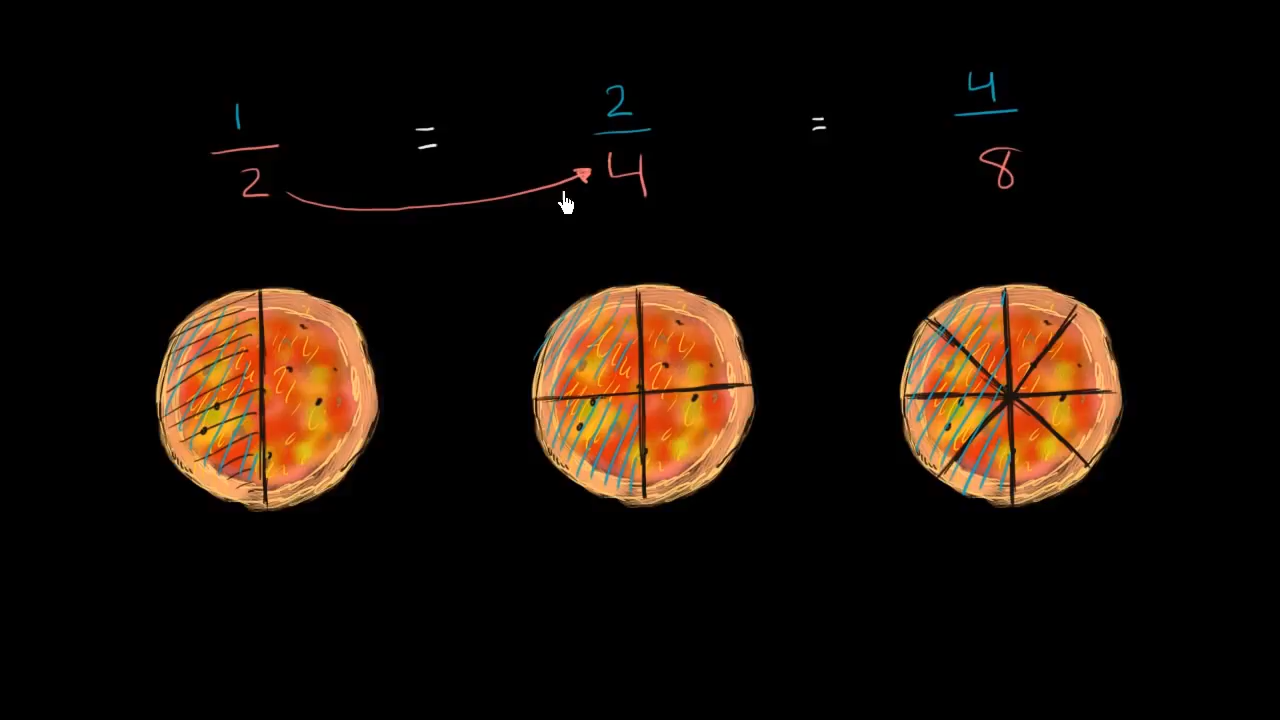 1/2 = 2/4 = 4/8